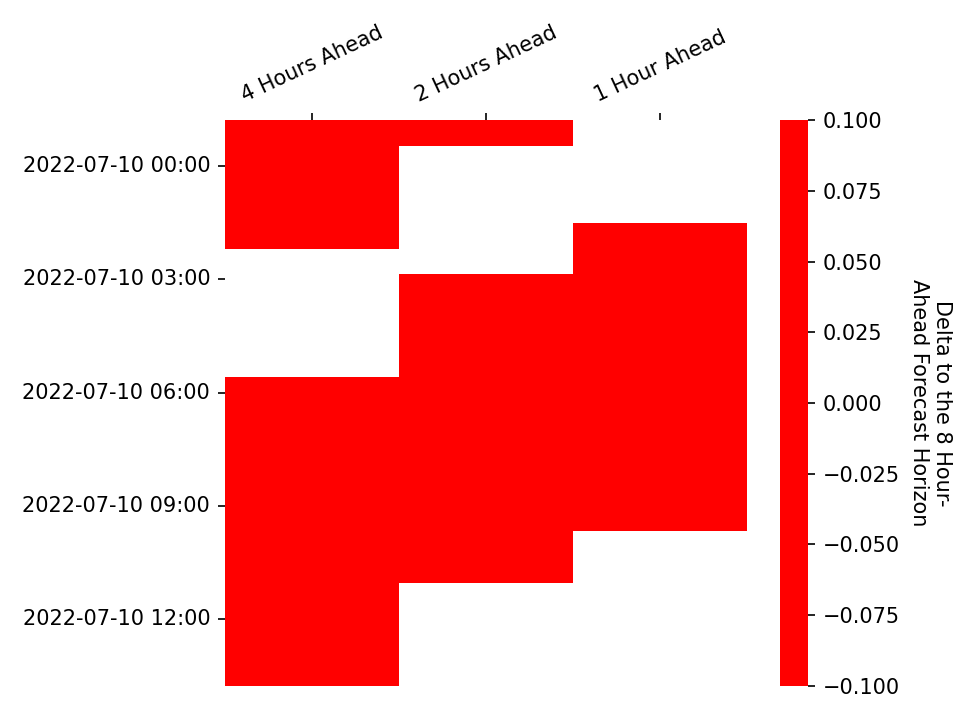 4 Hours Ahead
2 Hours Ahead
1 Hour Ahead
2022-07-10 00:00
2022-07-10 03:00
2022-07-10 06:00
2022-07-10 09:00
2022-07-10 12:00
0.100
0.075
0.050
0.025
0.000
−0.025
−0.050
−0.075
−0.100
Delta to the 8 Hour-
Ahead Forecast Horizon